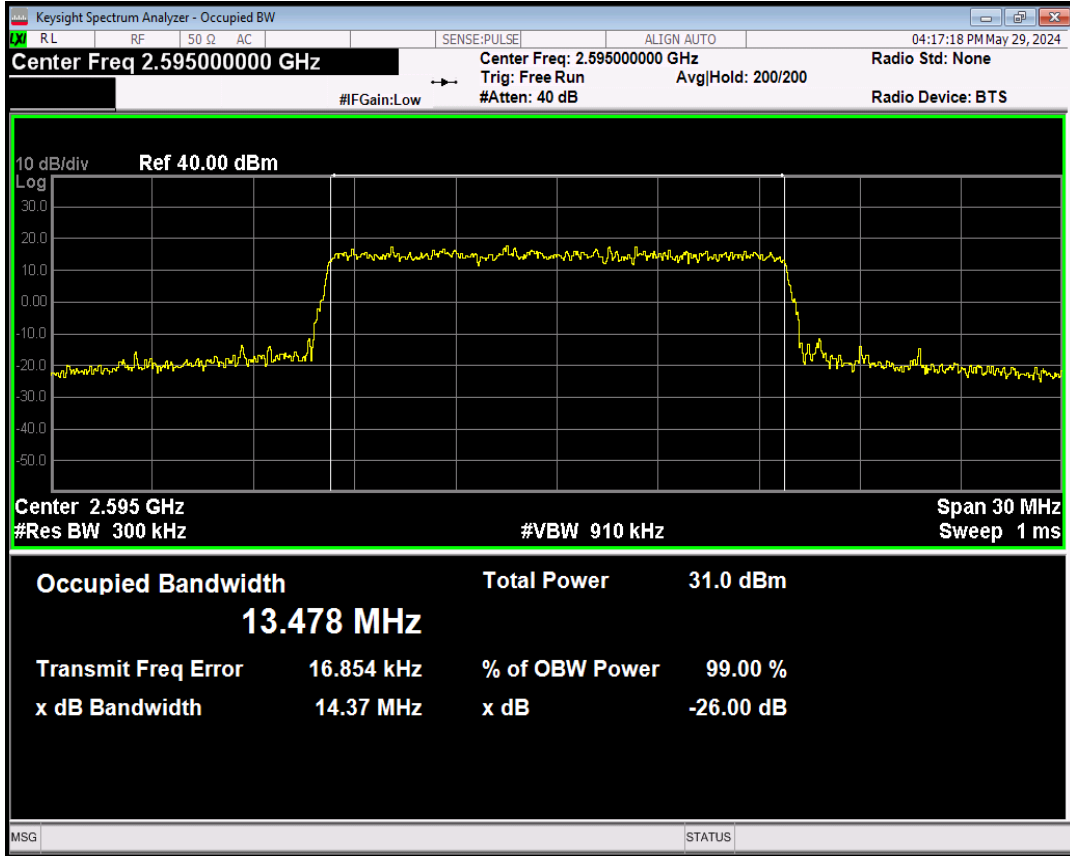 Keysight Spectrum Analyzer - Occupied BW
LXI RL RF 50 Ω AC SENSE:PULSE ALIGN AUTO 04:17:18 PM May 29, 2024
Center Freq 2.595000000 GHz Center Freq: 2.595000000 GHz Radio Std: None
Trig: Free Run Avg|Hold: 200/200
#IFGain:Low #Atten: 40 dB Radio Device: BTS
10 dB/div Ref 40.00 dBm
Log
30.0
20.0
10.0
0.00
-10.0
-20.0
-30.0
-40.0
-50.0
Center 2.595 GHz Span 30 MHz
#Res BW 300 kHz #VBW 910 kHz Sweep 1 ms
Occupied Bandwidth Total Power 31.0 dBm
13.478 MHz
Transmit Freq Error 16.854 kHz % of OBW Power 99.00 %
x dB Bandwidth 14.37 MHz x dB -26.00 dB
MSG STATUS